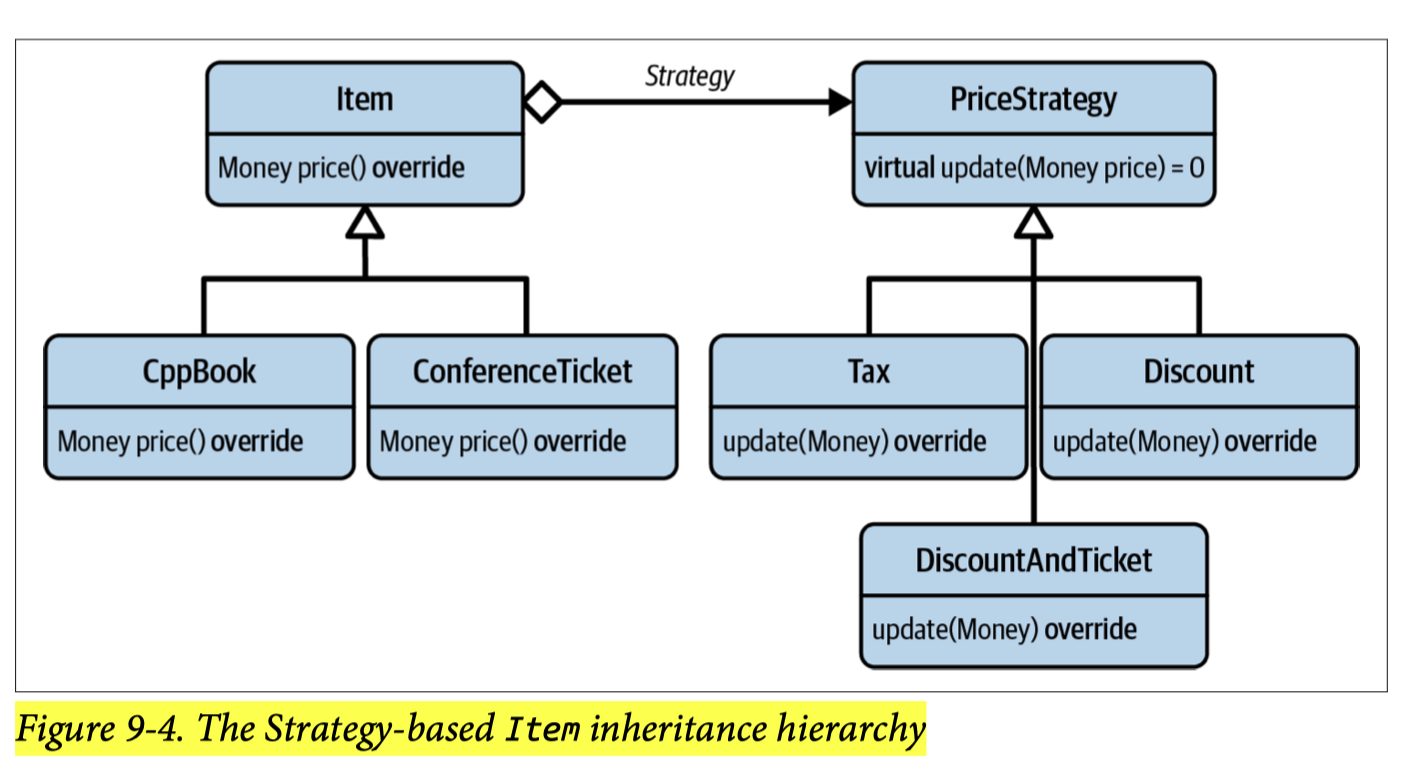 Item
Strategy
PriceStrategy
Money price() override
virtual update(Money price) = 0
CppBook
ConferenceTicket
Tax
Discount
Money price() override
Money price() override
update(Money) override
update(Money) override
DiscountAndTicket
update(Money) override
Figure 9-4. The Strategy-based Item inheritance hierarchy